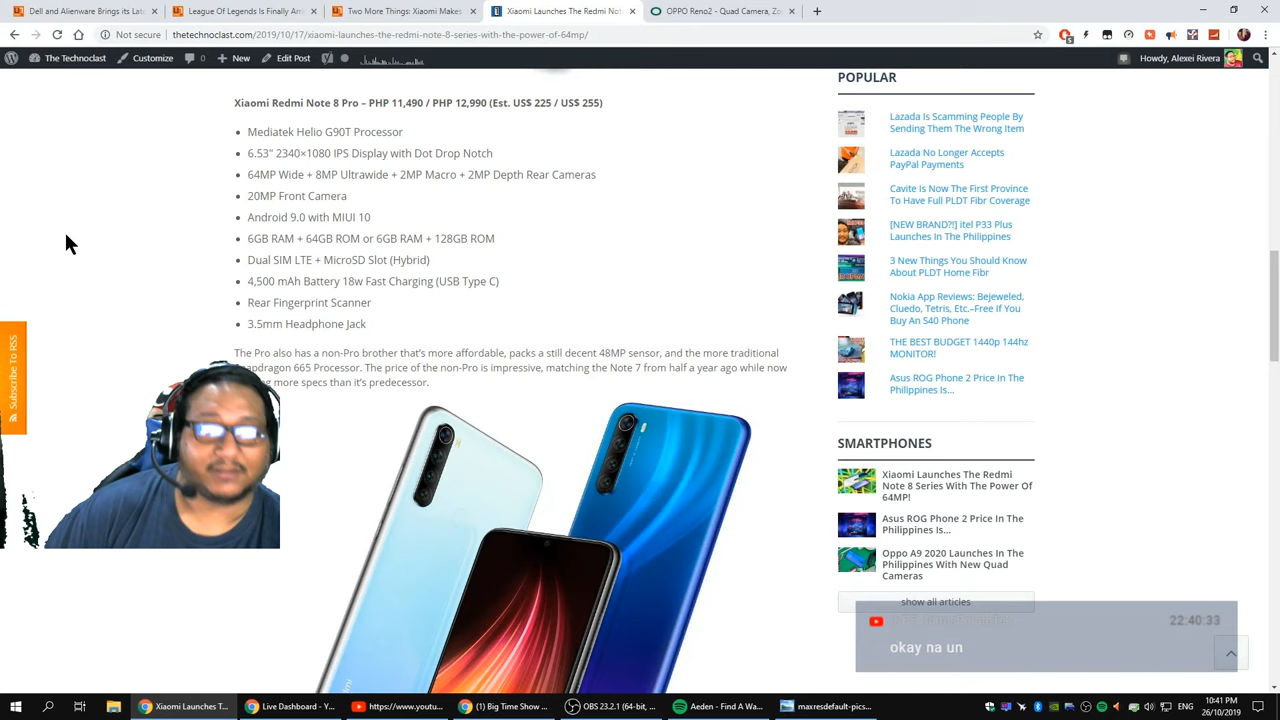 Dell and Alienware Brings its Late
League Of Legends Is Finally Arriv
Two More Things: Xiaomi Makes
Xiaomi Launches The Redmi Note
OPPO Reno2 - Quad Camera, Zo
Not secure
thetechnoclast.com/2019/10/17/xiaomi-launches-the-redmi-note-8-series-with-the-power-of-64mp/
5
The Technoclast
Customize
0
New
Edit Post
Howdy, Alexei Rivera
Xiaomi Redmi Note 8 Pro – PHP 11,490 / PHP 12,990 (Est. US$ 225 / US$ 255)
Mediatek Helio G90T Processor
6.53" 2340×1080 IPS Display with Dot Drop Notch
64MP Wide + 8MP Ultrawide + 2MP Macro + 2MP Depth Rear Cameras
20MP Front Camera
Android 9.0 with MIUI 10
6GB RAM + 64GB ROM or 6GB RAM + 128GB ROM
Dual SIM LTE + MicroSD Slot (Hybrid)
4,500 mAh Battery 18w Fast Charging (USB Type C)
Rear Fingerprint Scanner
3.5mm Headphone Jack
The Pro also has a non-Pro brother that's more affordable, packs a still decent 48MP sensor, and the more traditional
apdragon 665 Processor. The price of the non-Pro is impressive, matching the Note 7 from half a year ago while now
more specs than it's predecessor.
Subscribe To RSS
Redmi
POPULAR
Lazada Is Scamming People By
Sending Them The Wrong Item
Lazada No Longer Accepts
PayPal Payments
Cavite Is Now The First Province
To Have Full PLDT Fibr Coverage
[NEW BRAND?!] itel P33 Plus
Launches In The Philippines
3 New Things You Should Know
About PLDT Home Fibr
Nokia App Reviews: Bejeweled,
Cluedo, Tetris, Etc.–Free If You
Buy An S40 Phone
THE BEST BUDGET 1440p 144hz
MONITOR!
Asus ROG Phone 2 Price In The
Philippines Is...
SMARTPHONES
Xiaomi Launches The Redmi
Note 8 Series With The Power Of
64MP!
Asus ROG Phone 2 Price In The
Philippines Is...
Oppo A9 2020 Launches In The
Philippines With New Quad
Cameras
show all articles
22:40:33
okay na un
Xiaomi Launches T...
Live Dashboard - Y...
https://www.youtu...
(1) Big Time Show ...
OBS 23.2.1 (64-bit, ...
Aeden - Find A Wa...
maxresdefault-pics...
ENG
10:41 PM
26/10/2019